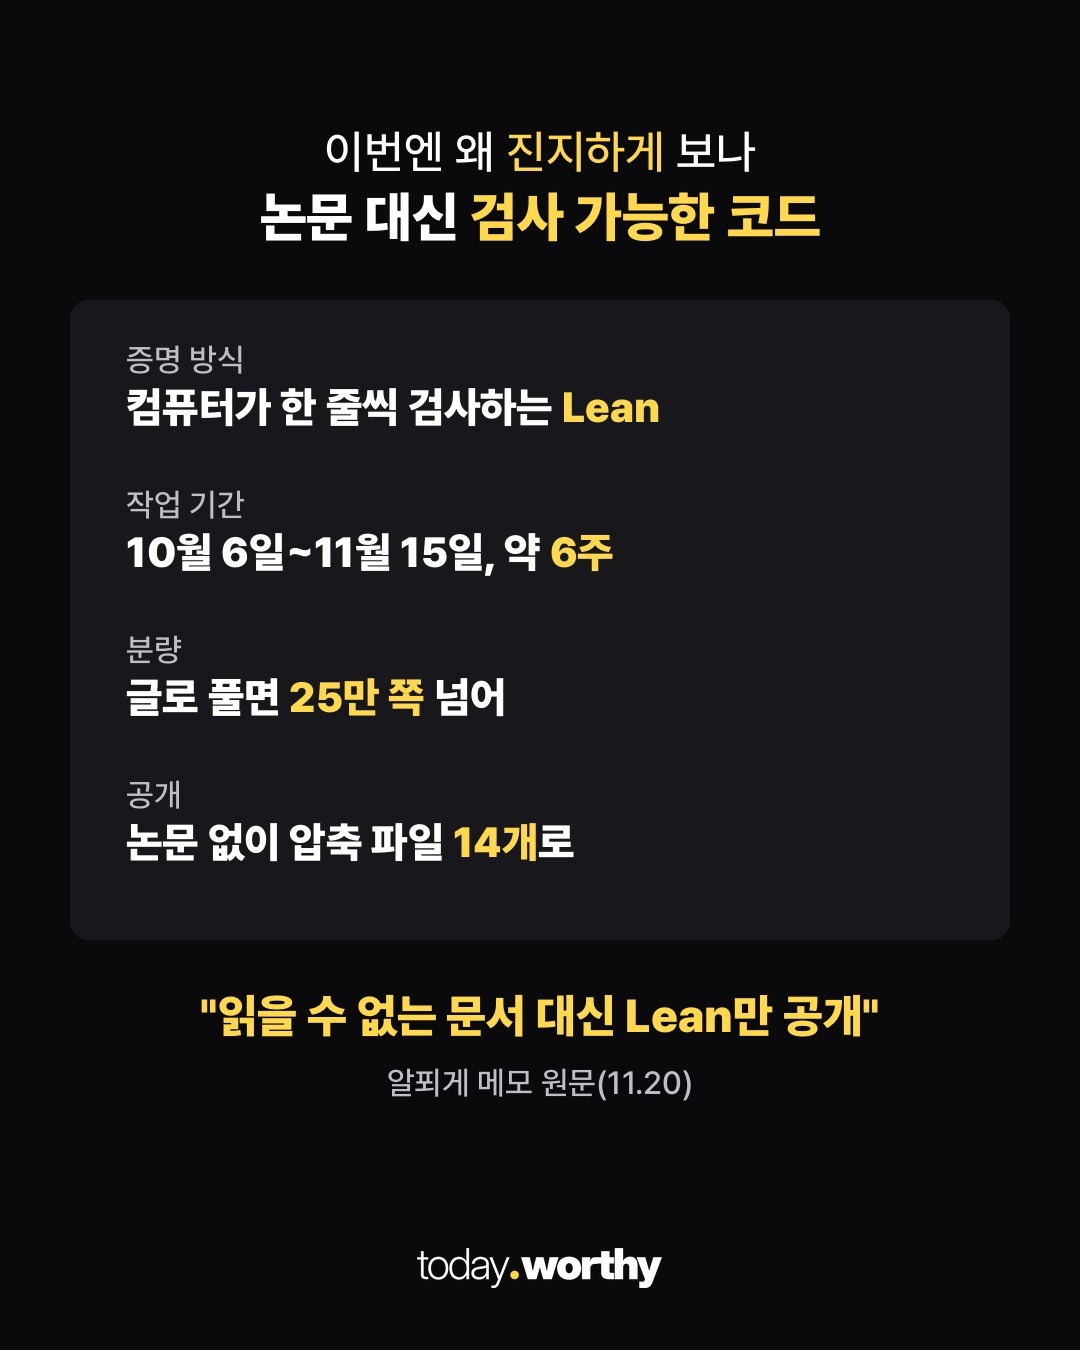 이번엔 왜 진지하게 보나
논문 대신 검사 가능한 코드
증명 방식
컴퓨터가 한 줄씩 검사하는 Lean
작업 기간
10월 6일~11월 15일, 약 6주
분량
글로 풀면 25만 쪽 넘어
공개
논문 없이 압축 파일 14개로
"읽을 수 없는 문서 대신 Lean만 공개"
알푀게 메모 원문(11.20)
today.worthy